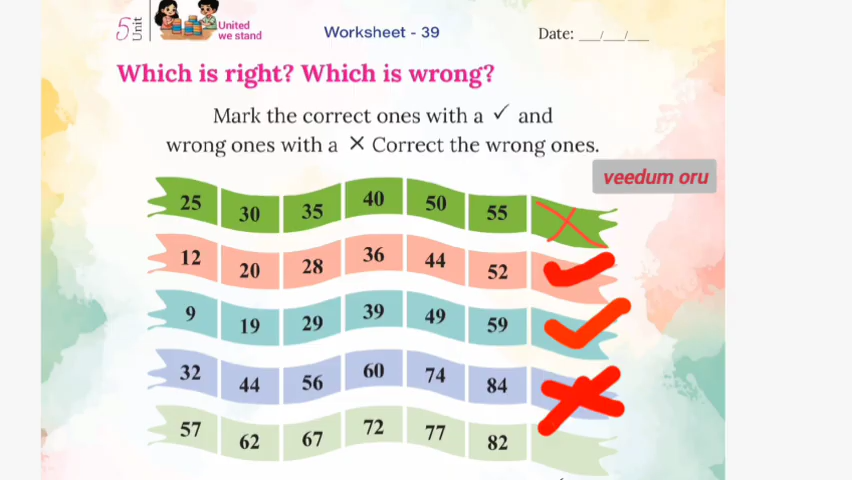 5 Unit
United
we stand
Worksheet - 39
Date: __/__/__
Which is right? Which is wrong?
Mark the correct ones with a ✓ and
wrong ones with a ✕ Correct the wrong ones.
veedum oru
25 30 35 40 50 55 ✕
12 20 28 36 44 52 ✓
9 19 29 39 49 59 ✓
32 44 56 60 74 84 ✕
57 62 67 72 77 82